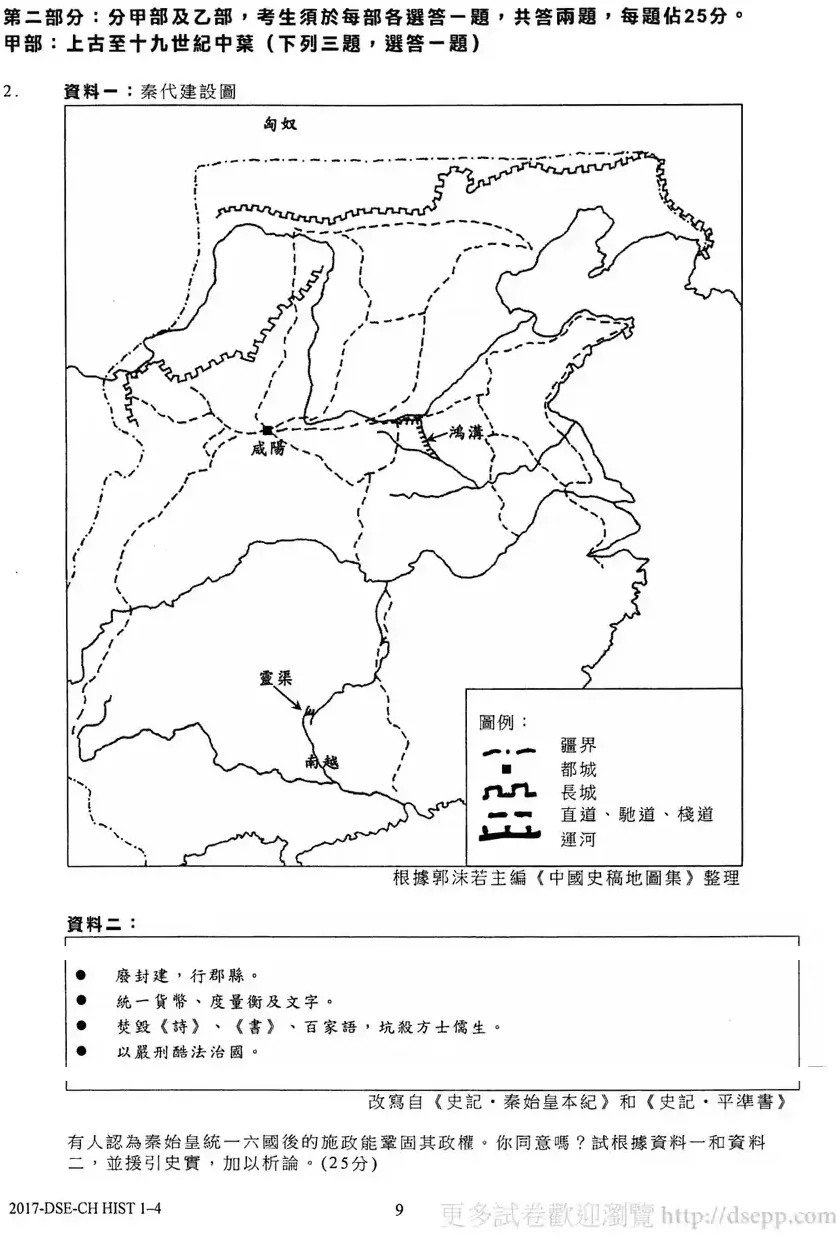 第二部分：分甲部及乙部，考生須於每部各選答一題，共答兩題，每題佔25分。
甲部：上古至十九世紀中葉（下列三題，選答一題）
2. 資料一：秦代建設圖
匈奴
鴻溝
咸陽
靈渠
南越
圖例：
疆界
都城
長城
直道、馳道、棧道
運河
根據郭沫若主編《中國史稿地圖集》整理
資料二：
● 廢封建，行郡縣。
● 統一貨幣、度量衡及文字。
● 焚毀《詩》、《書》、百家語，坑殺方士儒生。
● 以嚴刑酷法治國。
改寫自《史記·秦始皇本紀》和《史記·平準書》
有人認為秦始皇統一六國後的施政能鞏固其政權。你同意嗎？試根據資料一和資料
二，並援引史實，加以析論。(25分)
2017-DSE-CH HIST 1–4
9
更多試卷歡迎瀏覽 http://dsepp.com